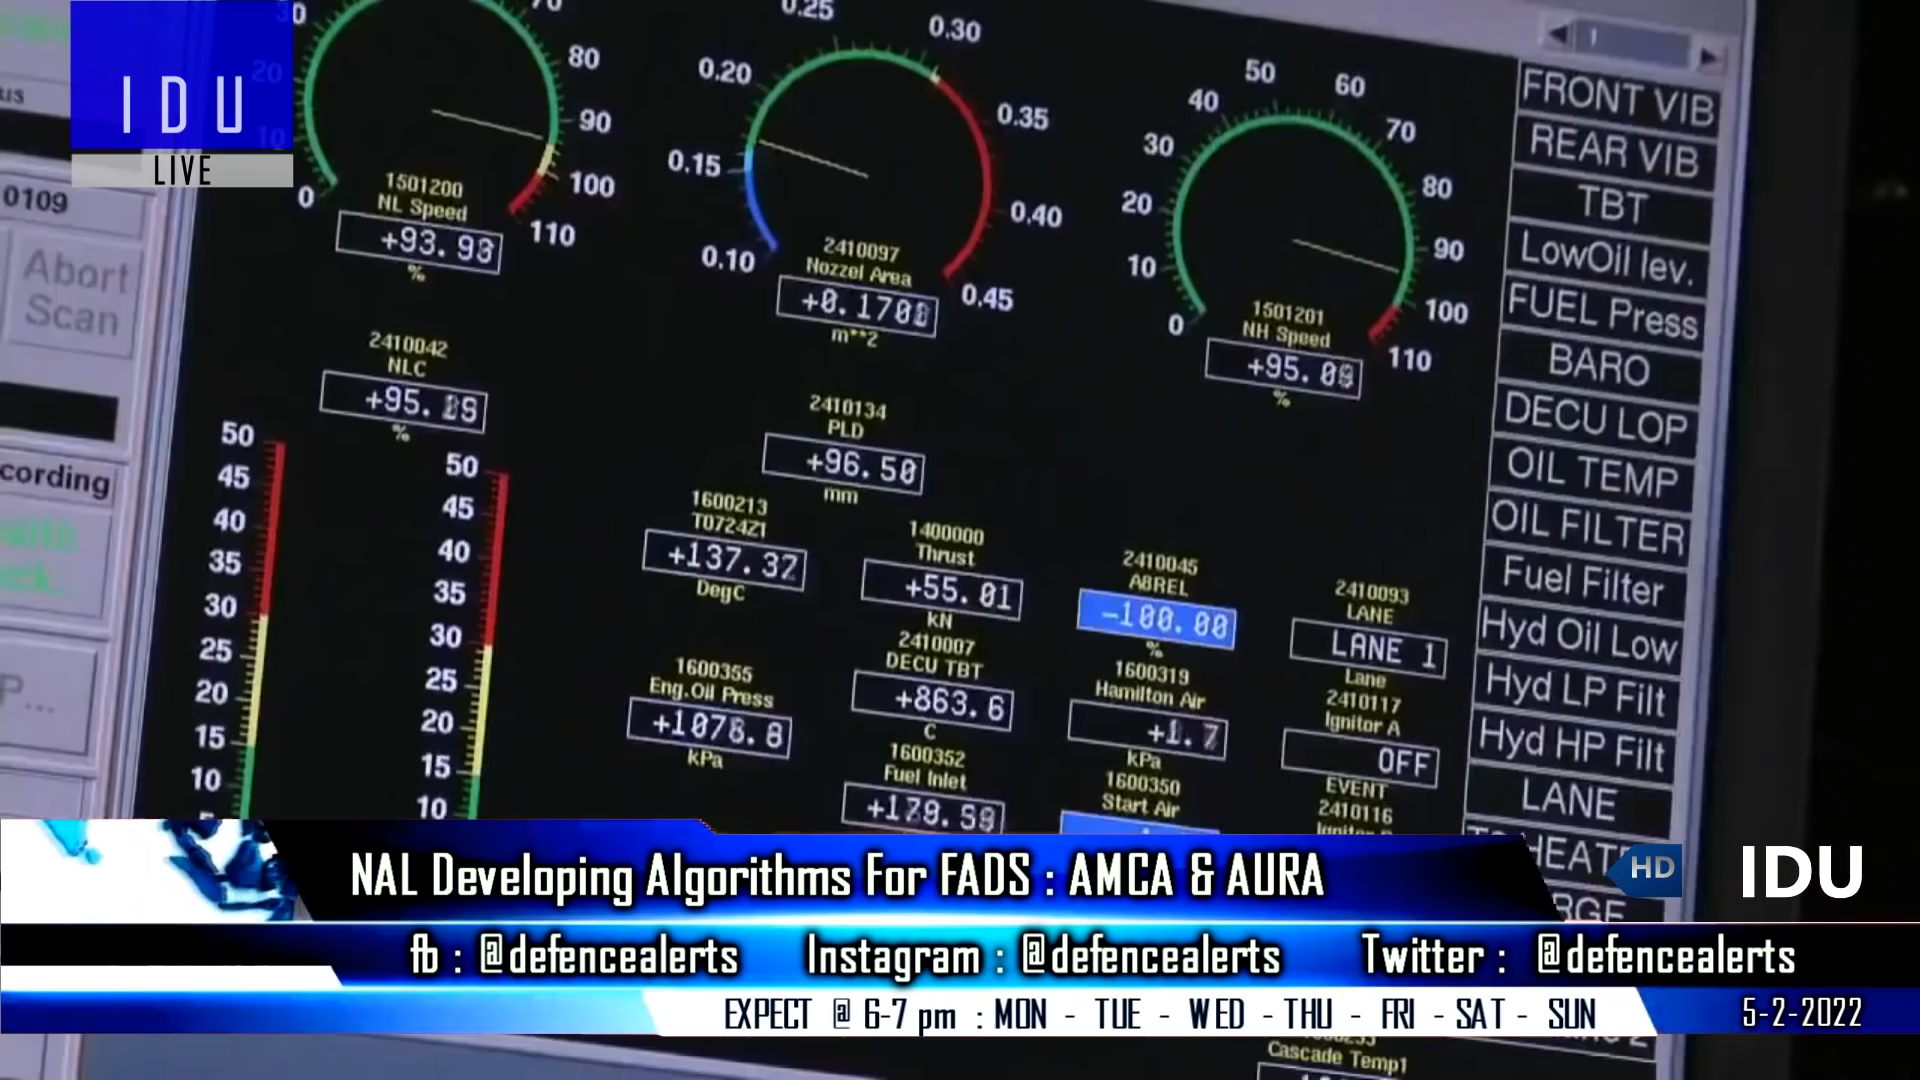 IDU
LIVE
30
70
20
80
10
90
100
0
110
1501200
NL Speed
+93.93
%
0.25
0.30
0.20
0.35
0.15
0.40
0.10
0.45
2410097
Nozzel Area
m**2
50
60
40
70
30
80
20
90
10
100
0
110
1501201
NH Speed
%
us
0109
Abort
Scan
cording
P...
2410042
NLC
%
50
45
40
35
30
25
20
15
10
50
45
40
35
30
25
20
15
10
2410134
PLD
+96.50
mm
1600213
T0724Z1
+137.37
DegC
1400000
Thrust
+55.01
kN
2410045
ABREL
-100.00
%
2410093
LANE
LANE 1
Lane
1600355
Eng.Oil Press
+1078.8
kPa
2410007
DECU TBT
+863.6
C
1600319
Hamilton Air
+1.7
kPa
2410117
Ignitor A
OFF
EVENT
1600352
Fuel Inlet
1600350
Start Air
2410116
FRONT VIB
REAR VIB
TBT
LowOil lev.
FUEL Press
BARO
DECU LOP
OIL TEMP
OIL FILTER
Fuel Filter
Hyd Oil Low
Hyd LP Filt
Hyd HP Filt
LANE
NAL Developing Algorithms For FADS : AMCA & AURA
HD
IDU
fb : @defencealerts Instagram : @defencealerts Twitter : @defencealerts
EXPECT @ 6-7 pm : MON - TUE - WED - THU - FRI - SAT - SUN
5-2-2022
Cascade Temp1